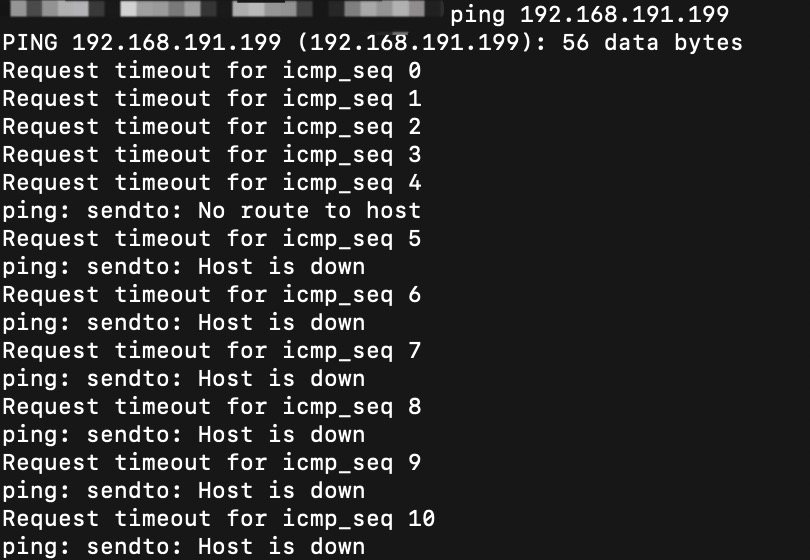 ping 192.168.191.199
PING 192.168.191.199 (192.168.191.199): 56 data bytes
Request timeout for icmp_seq 0
Request timeout for icmp_seq 1
Request timeout for icmp_seq 2
Request timeout for icmp_seq 3
Request timeout for icmp_seq 4
ping: sendto: No route to host
Request timeout for icmp_seq 5
ping: sendto: Host is down
Request timeout for icmp_seq 6
ping: sendto: Host is down
Request timeout for icmp_seq 7
ping: sendto: Host is down
Request timeout for icmp_seq 8
ping: sendto: Host is down
Request timeout for icmp_seq 9
ping: sendto: Host is down
Request timeout for icmp_seq 10
ping: sendto: Host is down